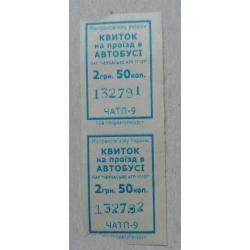 КВИТОК
на проїзд в
АВТОБУСІ
2грн. 50коп.
132791
ЧАТП-9
КВИТОК
на проїзд в
АВТОБУСІ
2грн. 50коп.
132792
ЧАТП-9